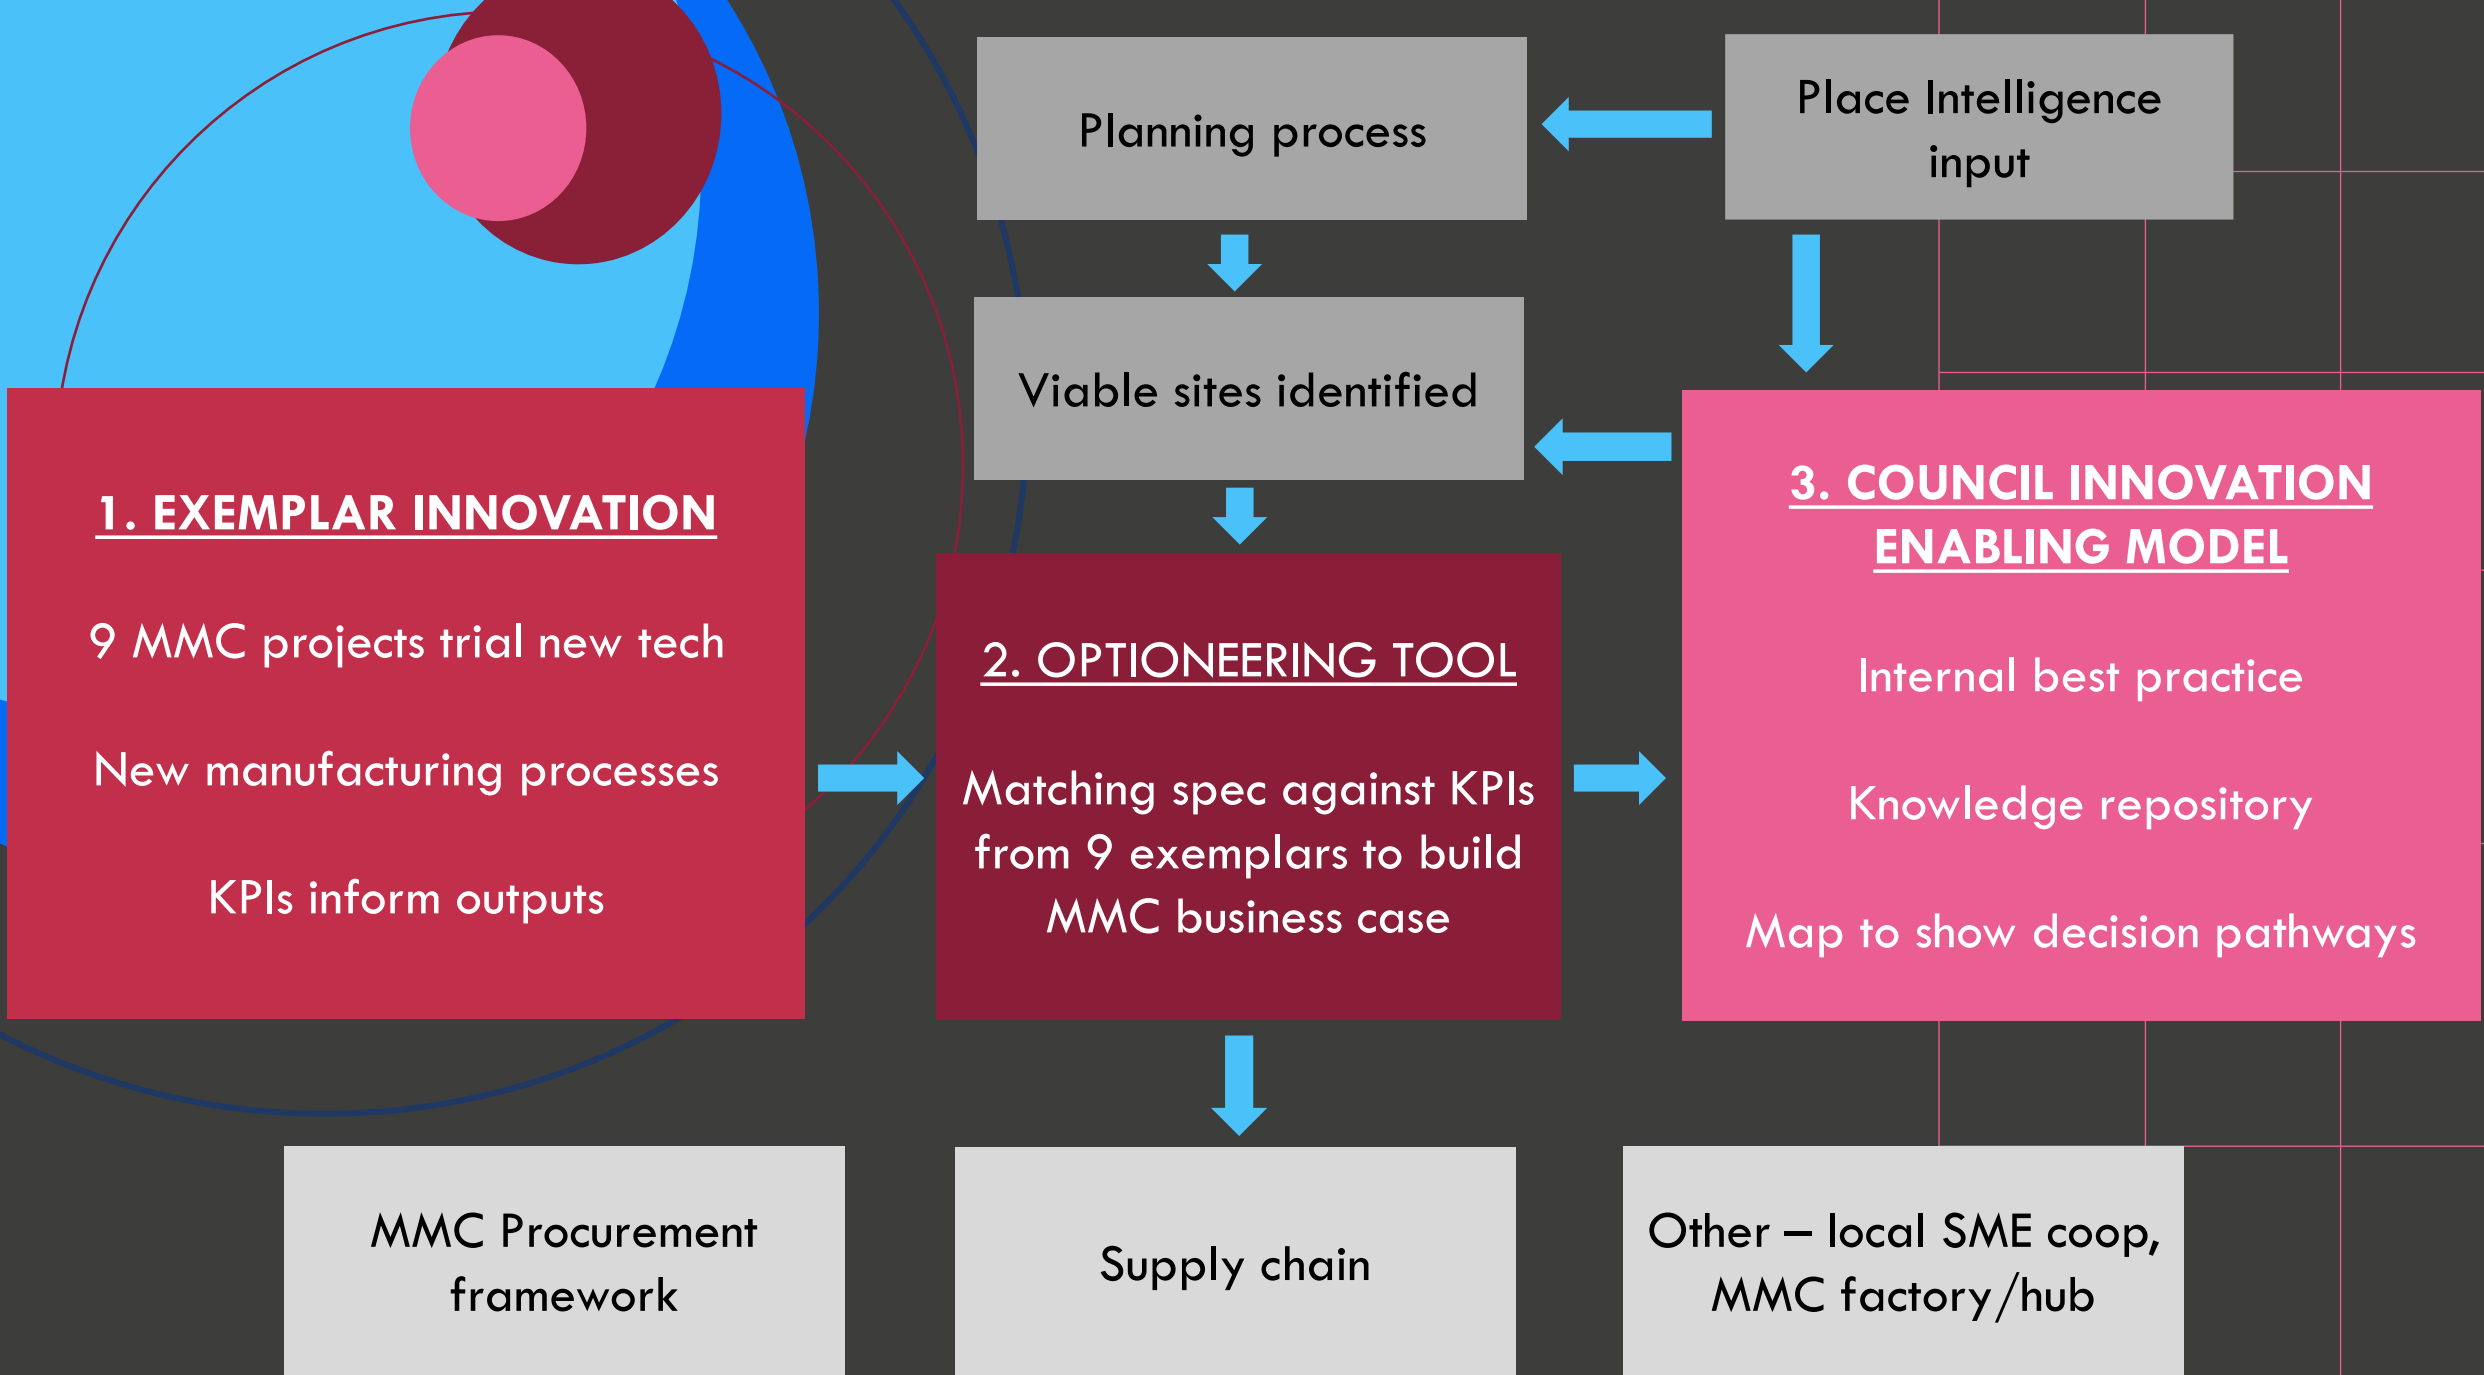 Planning process
Place Intelligence
input
Viable sites identified
1. EXEMPLAR INNOVATION
9 MMC projects trial new tech
New manufacturing processes
KPIs inform outputs
2. OPTIONEERING TOOL
Matching spec against KPIs
from 9 exemplars to build
MMC business case
3. COUNCIL INNOVATION
ENABLING MODEL
Internal best practice
Knowledge repository
Map to show decision pathways
MMC Procurement
framework
Supply chain
Other – local SME coop,
MMC factory/hub